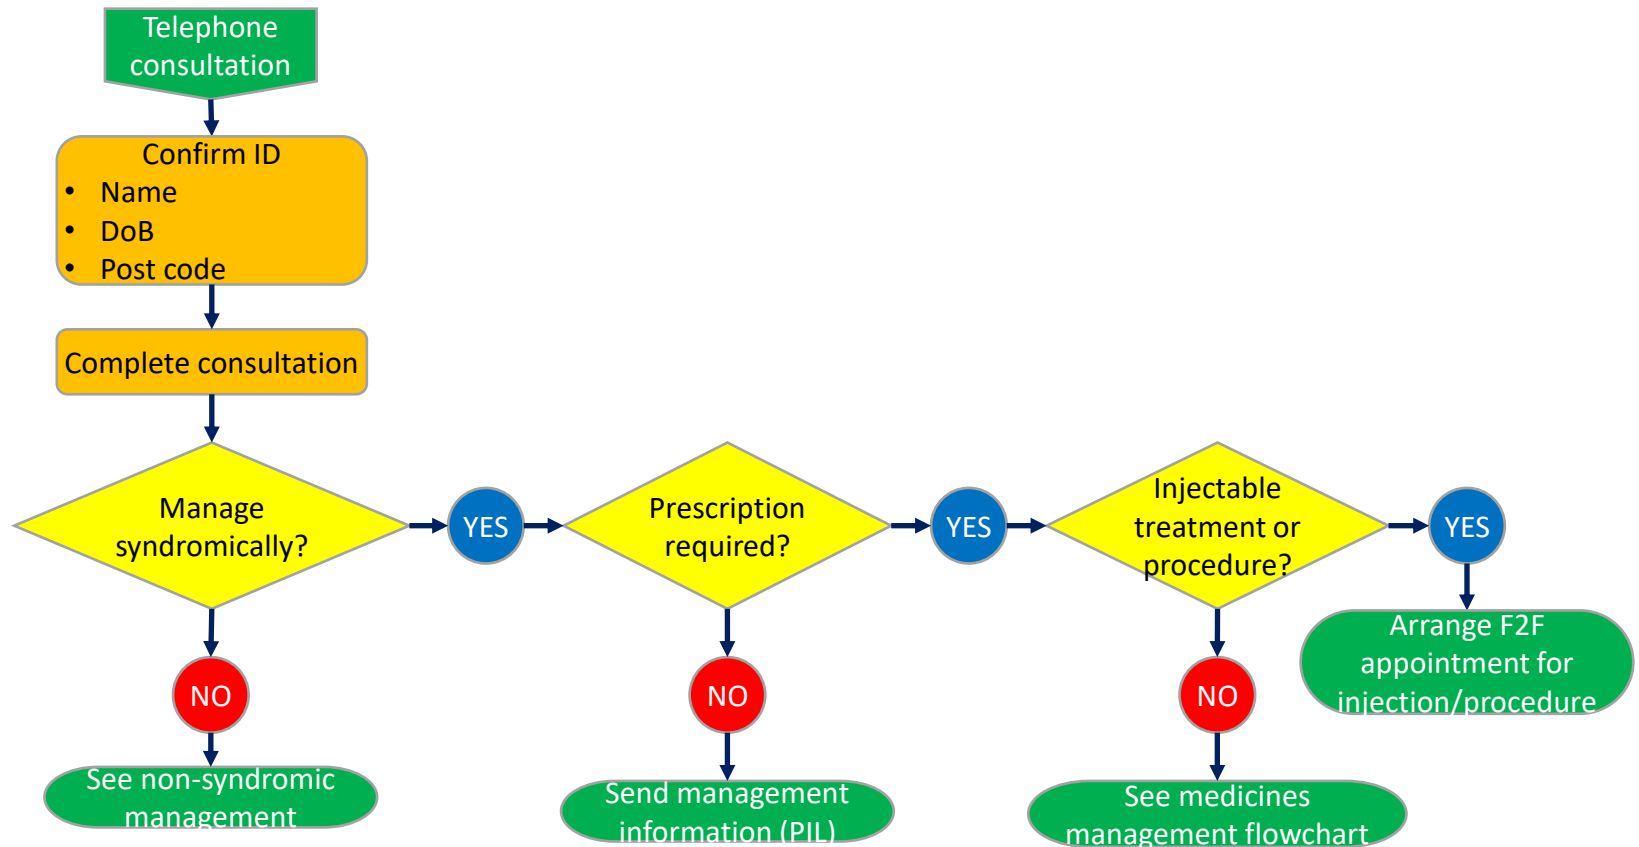 Telephone
consultation
Confirm ID
• Name
• DoB
• Post code
Complete consultation
Manage
syndromically?
YES
Prescription
required?
YES
Injectable
treatment or
procedure?
YES
Arrange F2F
appointment for
injection/procedure
NO
NO
NO
See non-syndromic
management
Send management
information (PIL)
See medicines
management flowchart